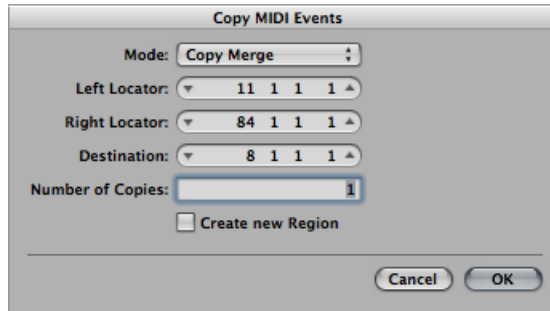 Copy MIDI Events
Mode: Copy Merge
Left Locator: 11 1 1 1
Right Locator: 84 1 1 1
Destination: 8 1 1 1
Number of Copies: 1
Create new Region
Cancel OK